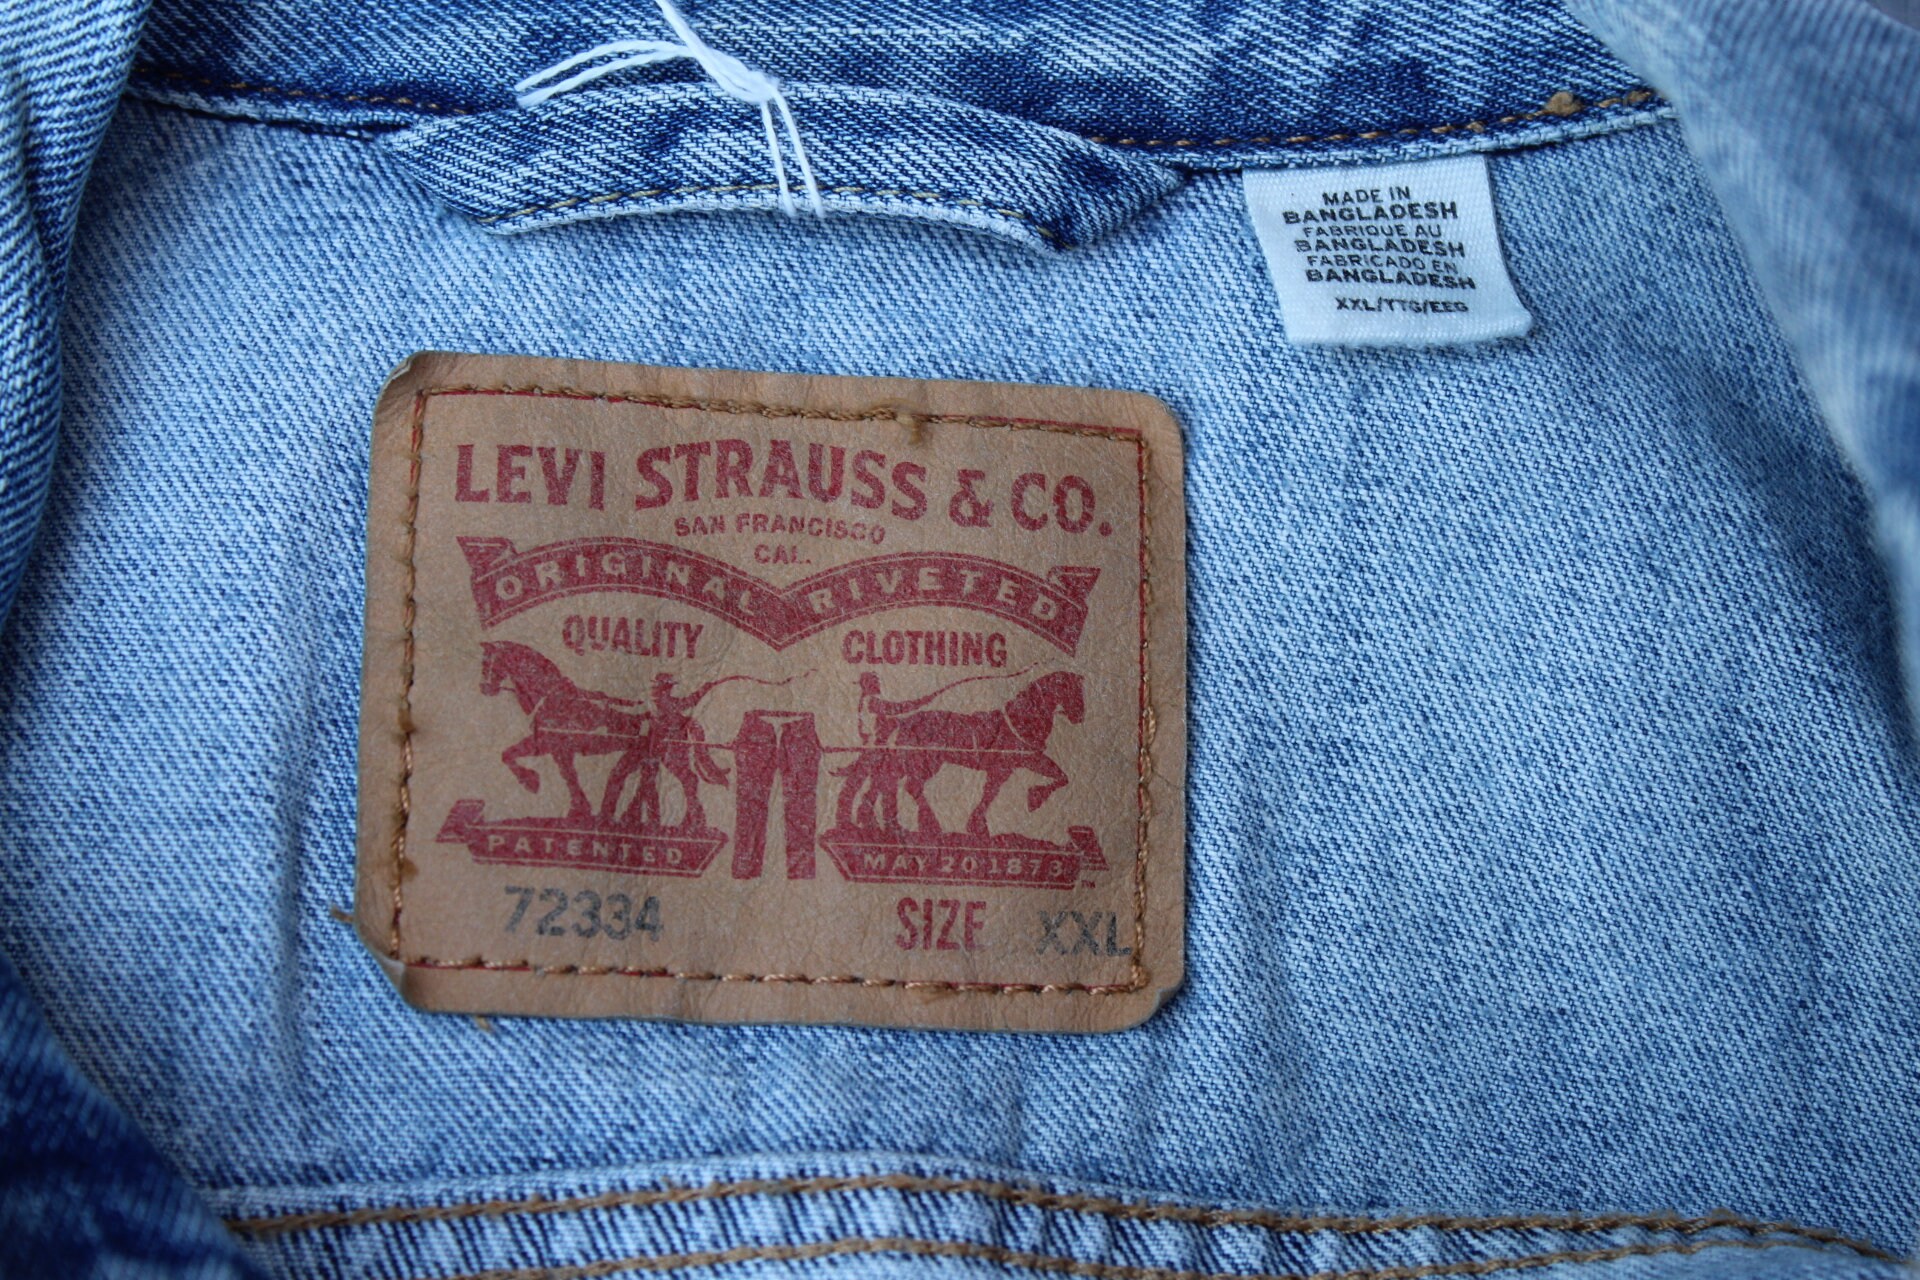 MADE IN
BANGLADESH
FABRIQUE AU
BANGLADESH
FABRICADO EN
BANGLADESH
XXL/TTG/EEG
LEVI STRAUSS & CO.
SAN FRANCISCO
CAL.
ORIGINAL RIVETED
QUALITY CLOTHING
PATENTED MAY 20 1873 ™
72334 SIZE XXL